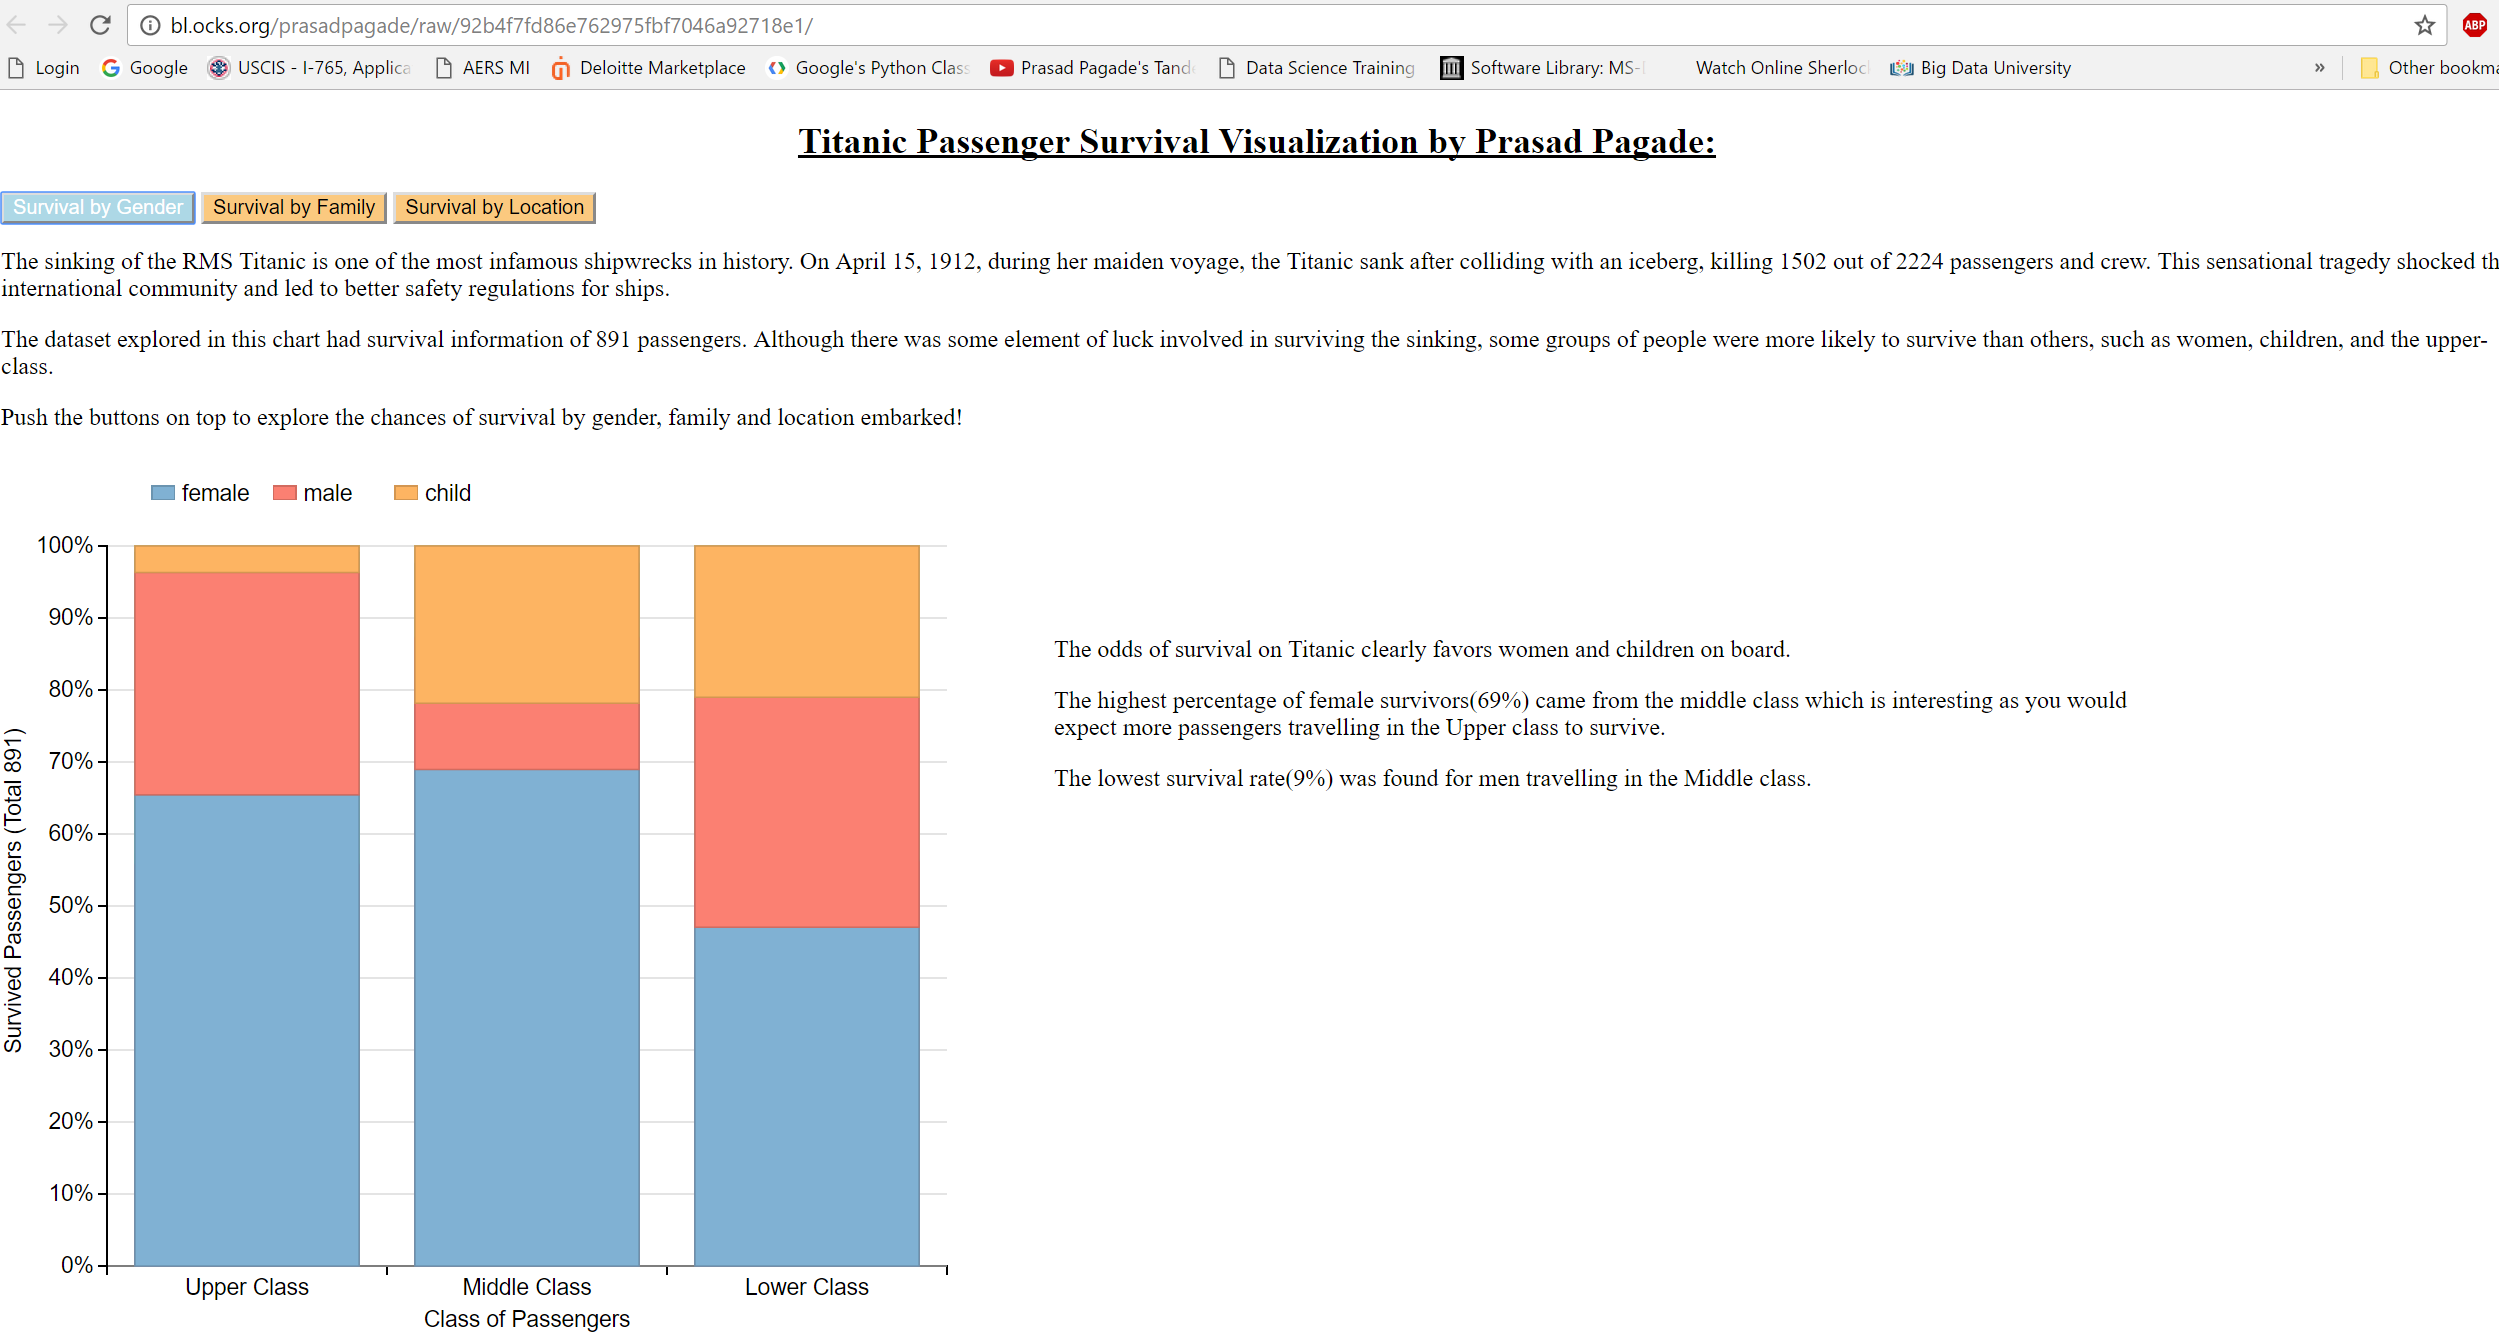 bl.ocks.org/prasadpagade/raw/92b4f7fd86e762975fbf7046a92718e1/
ABP
Login Google USCIS - I-765, Applica AERS MI Deloitte Marketplace Google's Python Class Prasad Pagade's Tand Data Science Training Software Library: MS- Watch Online Sherloc Big Data University » Other bookma
Titanic Passenger Survival Visualization by Prasad Pagade:
Survival by Gender Survival by Family Survival by Location
The sinking of the RMS Titanic is one of the most infamous shipwrecks in history. On April 15, 1912, during her maiden voyage, the Titanic sank after colliding with an iceberg, killing 1502 out of 2224 passengers and crew. This sensational tragedy shocked th
international community and led to better safety regulations for ships.
The dataset explored in this chart had survival information of 891 passengers. Although there was some element of luck involved in surviving the sinking, some groups of people were more likely to survive than others, such as women, children, and the upper-
class.
Push the buttons on top to explore the chances of survival by gender, family and location embarked!
female male child
100%
90%
80%
70%
60%
50%
40%
30%
20%
10%
0%
Survived Passengers (Total 891)
Upper Class Middle Class Lower Class
Class of Passengers
The odds of survival on Titanic clearly favors women and children on board.
The highest percentage of female survivors(69%) came from the middle class which is interesting as you would
expect more passengers travelling in the Upper class to survive.
The lowest survival rate(9%) was found for men travelling in the Middle class.